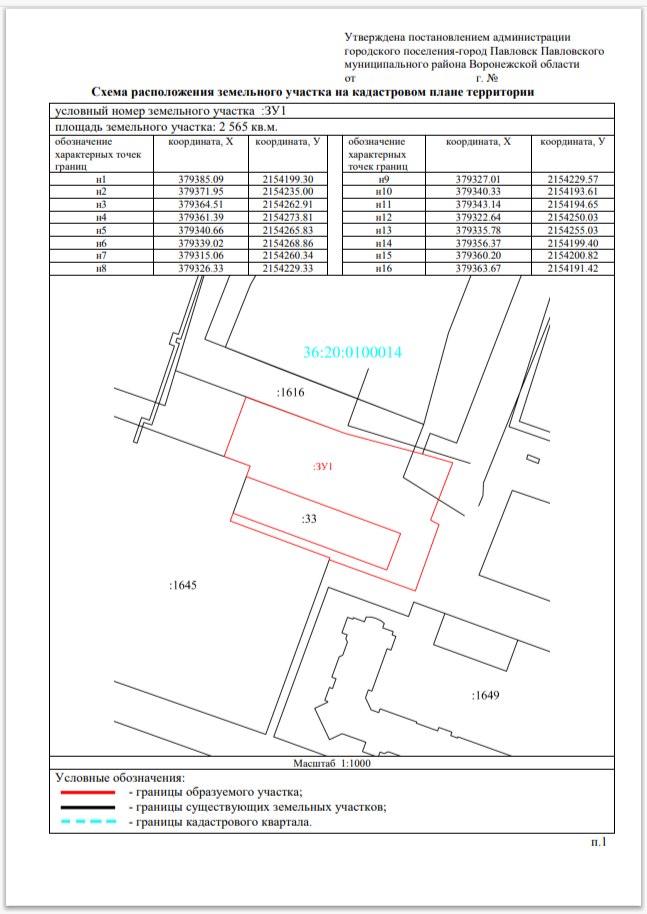 Утверждена постановлением администрации
городского поселения-город Павловск Павловского
муниципального района Воронежской области
от г. №
Схема расположения земельного участка на кадастровом плане территории
условный номер земельного участка :ЗУ1
площадь земельного участка: 2 565 кв.м.
обозначение характерных точек границ координата, X координата, У обозначение характерных точек границ координата, X координата, У
н1 379385.09 2154199.30 н9 379327.01 2154229.57
н2 379371.95 2154235.00 н10 379340.33 2154193.61
н3 379364.51 2154262.91 н11 379343.14 2154194.65
н4 379361.39 2154273.81 н12 379322.64 2154250.03
н5 379340.66 2154265.83 н13 379335.78 2154255.03
н6 379339.02 2154268.86 н14 379356.37 2154199.40
н7 379315.06 2154260.34 н15 379360.20 2154200.82
н8 379326.33 2154229.33 н16 379363.67 2154191.42
36:20:0100014
:1616
:ЗУ1
:33
:1645
:1649
Масштаб 1:1000
Условные обозначения:
- границы образуемого участка;
- границы существующих земельных участков;
- границы кадастрового квартала.
п.1